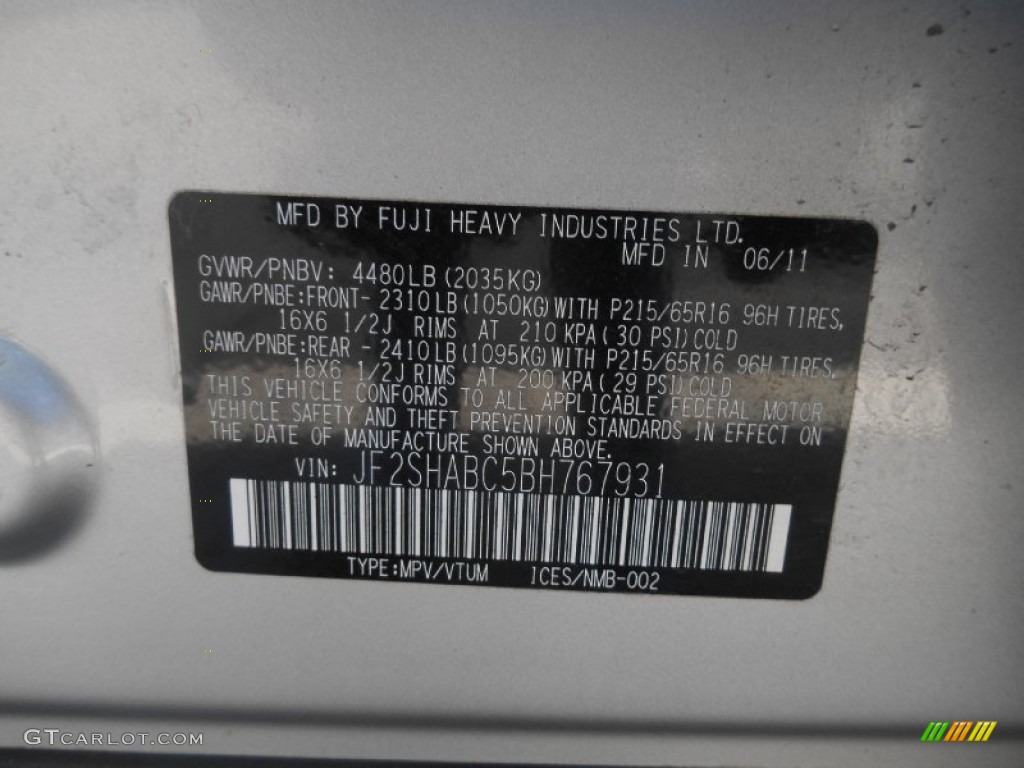 MFD BY FUJI HEAVY INDUSTRIES LTD.
MFD IN 06/11
GVWR/PNBV: 4480LB (2035KG)
GAWR/PNBE:FRONT- 2310LB(1050KG)WITH P215/65R16 96H TIRES,
16X6 1/2J RIMS AT 210 KPA( 30 PSI)COLD
GAWR/PNBE:REAR - 2410LB(1095KG)WITH P215/65R16 96H TIRES,
16X6 1/2J RIMS AT 200 KPA( 29 PSI)COLD
THIS VEHICLE CONFORMS TO ALL APPLICABLE FEDERAL MOTOR
VEHICLE SAFETY AND THEFT PREVENTION STANDARDS IN EFFECT ON
THE DATE OF MANUFACTURE SHOWN ABOVE.
VIN: JF2SHABC5BH767931
TYPE:MPV/VTUM ICES/NMB-002
GTCARLOT.COM